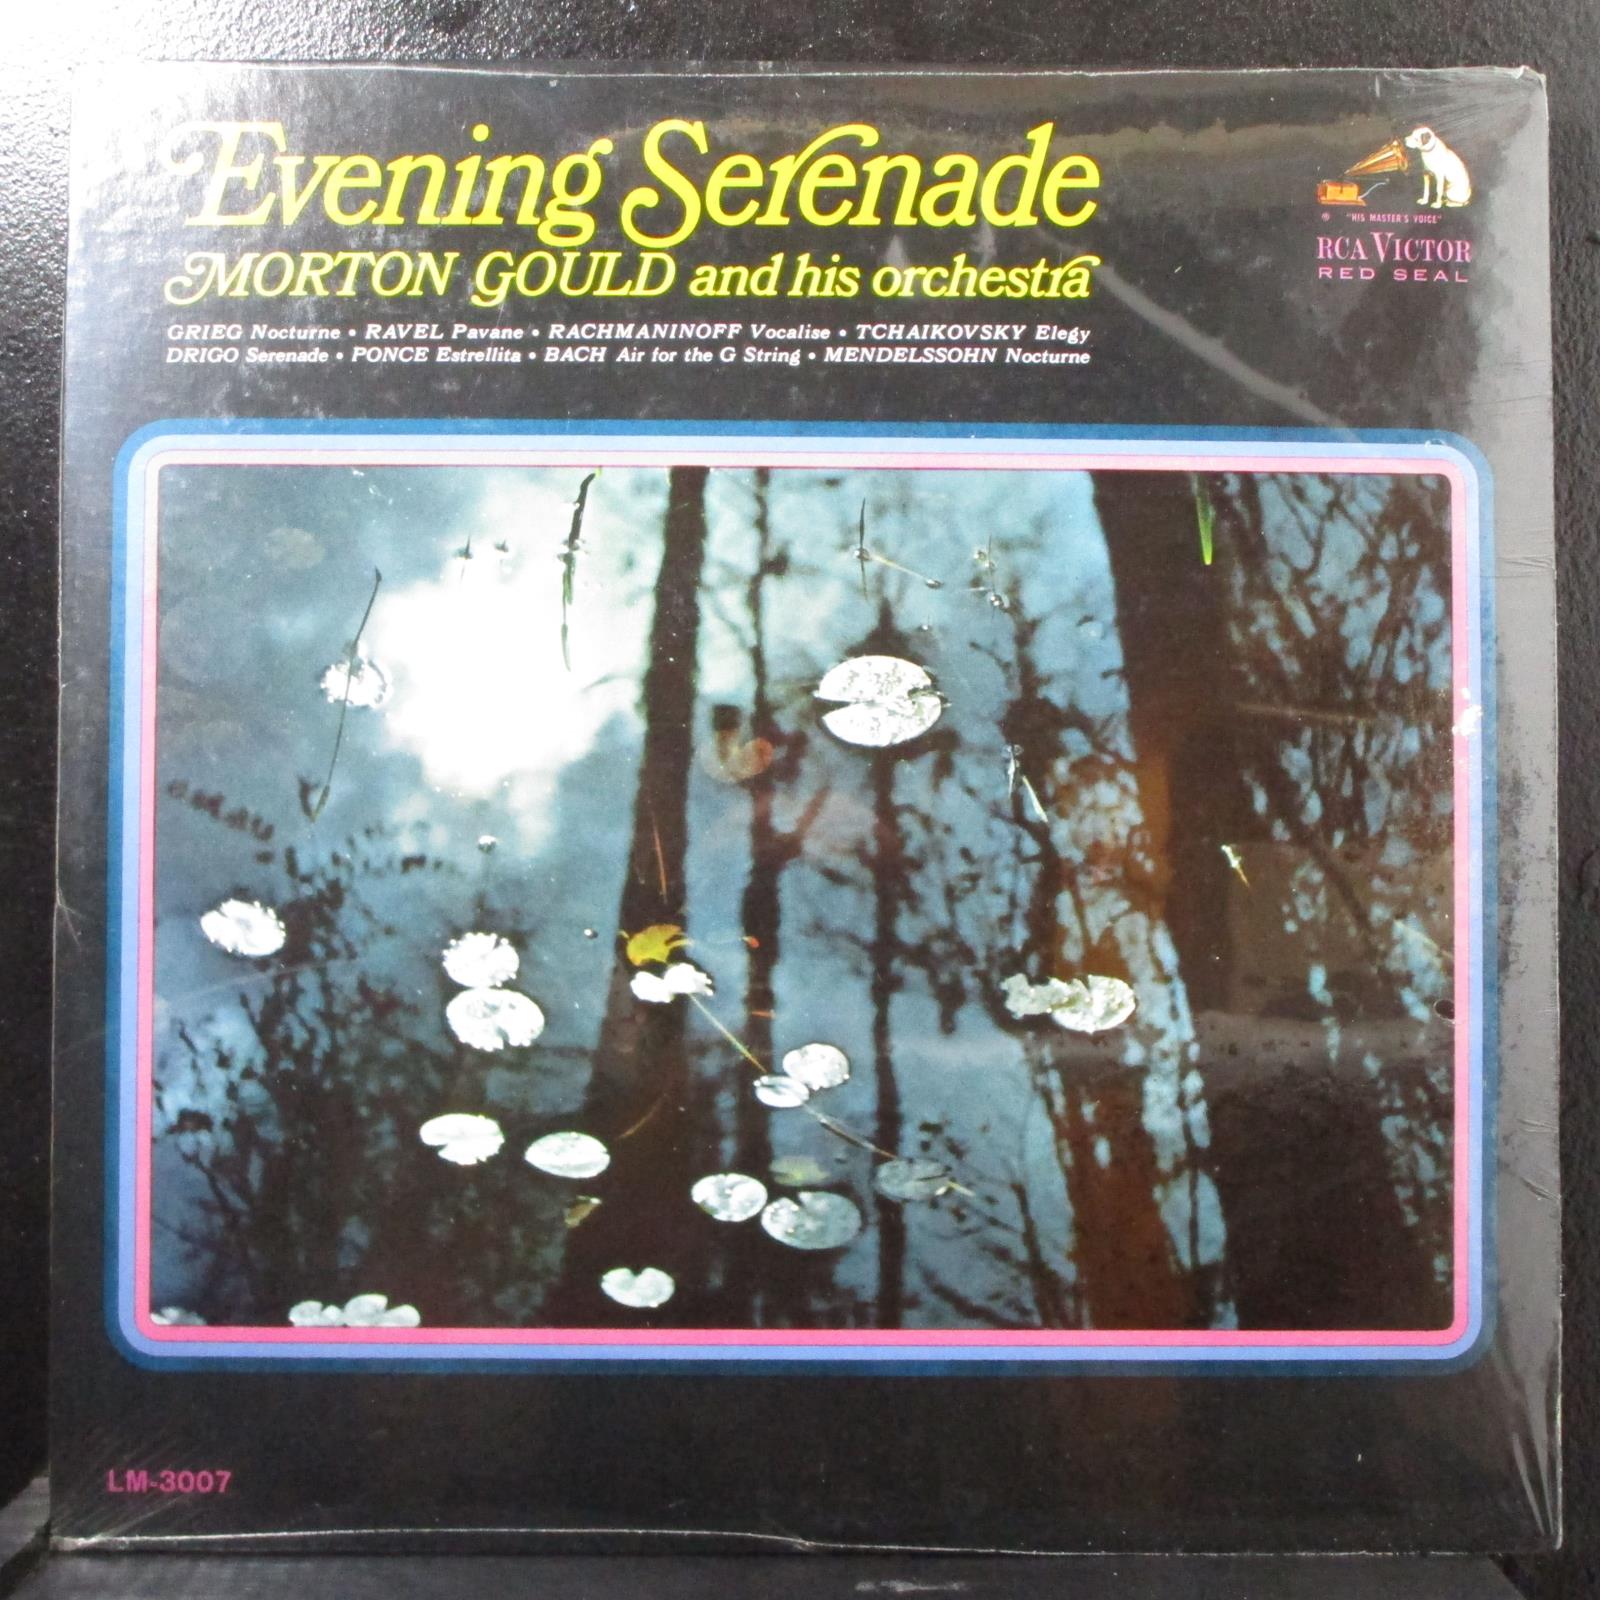 Evening Serenade
MORTON GOULD and his orchestra
GRIEG Nocturne • RAVEL Pavane • RACHMANINOFF Vocalise • TCHAIKOVSKY Elegy
DRIGO Serenade • PONCE Estrellita • BACH Air for the G String • MENDELSSOHN Nocturne
® "HIS MASTER'S VOICE"
RCA VICTOR
RED SEAL
LM-3007